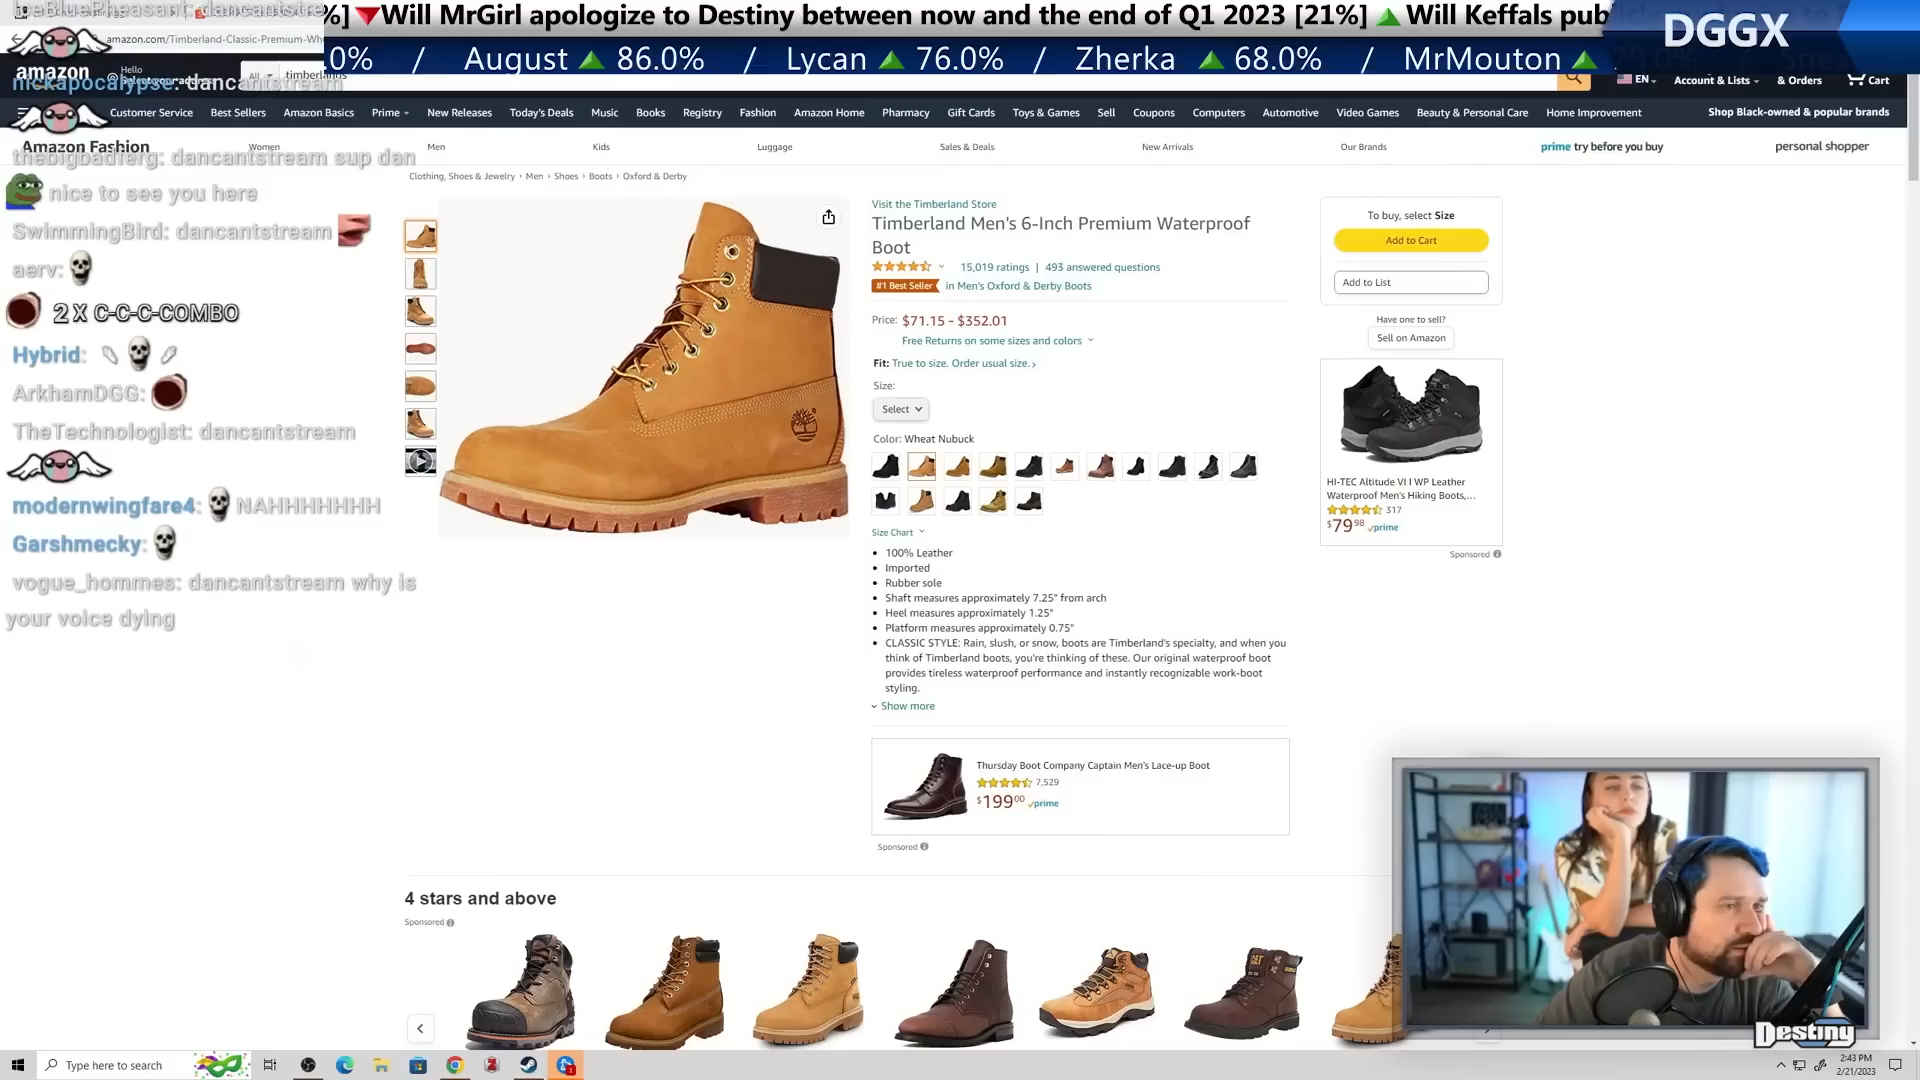 %] Will MrGirl apologize to Destiny between now and the end of Q1 2023 [21%] Will Keffals pub
DGGX
.0% / August 86.0% / Lycan 76.0% / Zherka 68.0% / MrMouton
amazon.com/Timberland-Classic-Premium-Wh
amazon
Hello
Select your address
All
timberlands
EN
Account & Lists
& Orders
Cart
nickapocalypse: dancantstream
Customer Service
Best Sellers
Amazon Basics
Prime
New Releases
Today's Deals
Music
Books
Registry
Fashion
Amazon Home
Pharmacy
Gift Cards
Toys & Games
Sell
Coupons
Computers
Automotive
Video Games
Beauty & Personal Care
Home Improvement
Shop Black-owned & popular brands
Amazon Fashion
Women
Men
Kids
Luggage
Sales & Deals
New Arrivals
Our Brands
prime try before you buy
personal shopper
thebigbadferg: dancantstream sup dan
nice to see you here
SwimmingBird: dancantstream
aerv:
2 X C-C-C-COMBO
Hybrid:
ArkhamDGG:
TheTechnologist: dancantstream
modernwingfare4: NAHHHHHHH
Garshmecky:
vogue_hommes: dancantstream why is
your voice dying
Clothing, Shoes & Jewelry › Men › Shoes › Boots › Oxford & Derby
Visit the Timberland Store
Timberland Men's 6-Inch Premium Waterproof
Boot
15,019 ratings | 493 answered questions
#1 Best Seller in Men's Oxford & Derby Boots
Price: $71.15 - $352.01
Free Returns on some sizes and colors
Fit: True to size. Order usual size. ›
Size:
Select
Color: Wheat Nubuck
Size Chart
• 100% Leather
• Imported
• Rubber sole
• Shaft measures approximately 7.25" from arch
• Heel measures approximately 1.25"
• Platform measures approximately 0.75"
• CLASSIC STYLE: Rain, slush, or snow, boots are Timberland's specialty, and when you
think of Timberland boots, you're thinking of these. Our original waterproof boot
provides tireless waterproof performance and instantly recognizable work-boot
styling.
Show more
Thursday Boot Company Captain Men's Lace-up Boot
7,529
$199 00 prime
Sponsored
To buy, select Size
Add to Cart
Add to List
Have one to sell?
Sell on Amazon
HI-TEC Altitude VI I WP Leather
Waterproof Men's Hiking Boots,...
317
$79 98 prime
Sponsored
4 stars and above
Sponsored
CAT
Destiny
Type here to search
2:43 PM
2/21/2023